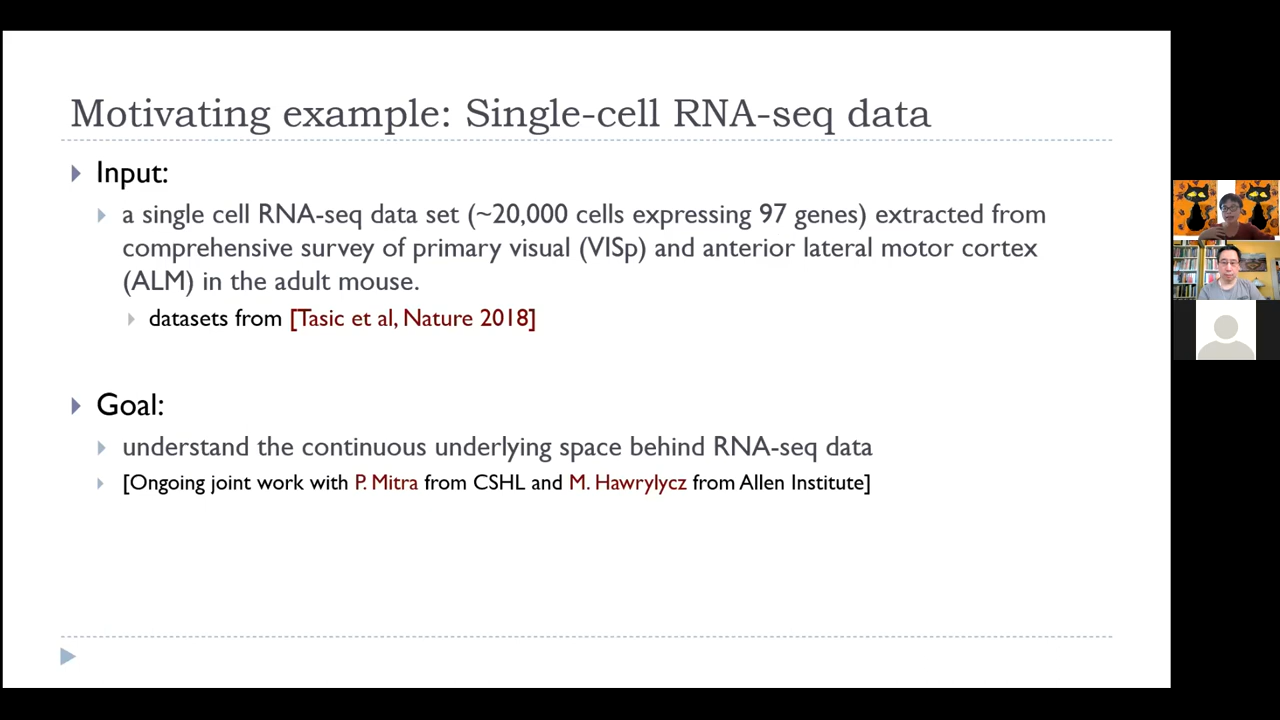 Motivating example: Single-cell RNA-seq data
Input:
a single cell RNA-seq data set (~20,000 cells expressing 97 genes) extracted from
comprehensive survey of primary visual (VISp) and anterior lateral motor cortex
(ALM) in the adult mouse.
datasets from [Tasic et al, Nature 2018]
Goal:
understand the continuous underlying space behind RNA-seq data
[Ongoing joint work with P. Mitra from CSHL and M. Hawrylycz from Allen Institute]